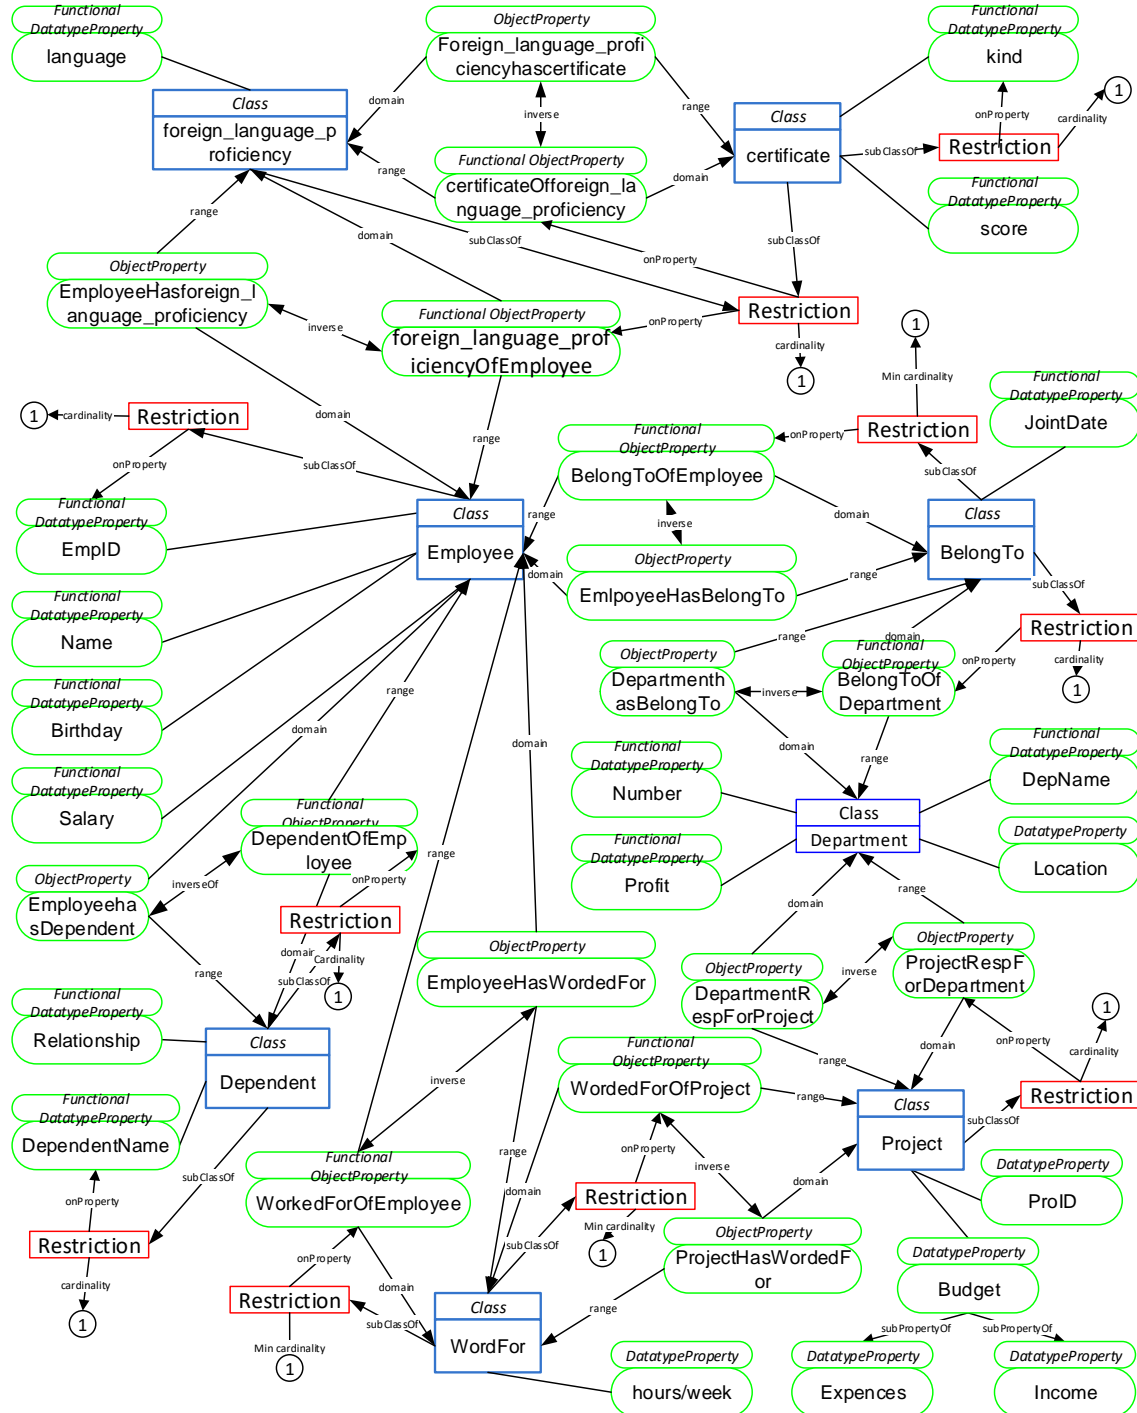 Functional
DatatypeProperty
language
ObjectProperty
Foreign_language_profi
ciencyhascertificate
Functional
DatatypeProperty
kind
Class
foreign_language_p
roficiency
domain
range
inverse
Class
certificate
onProperty
cardinality
1
subClassOf
Restriction
Functional ObjectProperty
certificateOfforeign_la
nguage_proficiency
range
domain
Functional
DatatypeProperty
score
range
domain
subClassOf
subClassOf
onProperty
ObjectProperty
EmployeeHasforeign_l
anguage_proficiency
inverse
Functional ObjectProperty
foreign_language_prof
iciencyOfEmployee
onProperty
Restriction
cardinality
1
1
Min cardinality
Functional
DatatypeProperty
JointDate
1
cardinality
Restriction
domain
range
onProperty
subClassOf
Functional
ObjectProperty
BelongToOfEmployee
onProperty
Restriction
subClassOf
Functional
DatatypeProperty
EmpID
Class
Employee
range
inverse
domain
Class
BelongTo
domain
ObjectProperty
EmlpoyeeHasBelongTo
range
subClassOf
Functional
DatatypeProperty
Name
Restriction
cardinality
1
range
domain
onProperty
ObjectProperty
Departmenth
asBelongTo
inverse
Functional
ObjectProperty
BelongToOf
Department
Functional
DatatypeProperty
Birthday
range
domain
domain
range
Functional
DatatypeProperty
Salary
domain
Functional
DatatypeProperty
Number
Functional
DatatypeProperty
DepName
Class
Department
Functional
ObjectProperty
DependentOfEmp
loyee
range
onProperty
Functional
DatatypeProperty
Profit
DatatypeProperty
Location
ObjectProperty
Employeeha
sDependent
inverseOf
Restriction
domain
range
range
domain
subClassOf
Cardinality
1
ObjectProperty
EmployeeHasWordedFor
ObjectProperty
DepartmentR
espForProject
inverse
ObjectProperty
ProjectRespF
orDepartment
Functional
DatatypeProperty
Relationship
Class
Dependent
inverse
Functional
ObjectProperty
WordedForOfProject
range
domain
onProperty
1
cardinality
Restriction
range
Class
Project
subClassOf
Functional
DatatypeProperty
DependentName
subClassOf
onProperty
Functional
ObjectProperty
WorkedForOfEmployee
range
domain
onProperty
inverse
domain
DatatypeProperty
ProID
Restriction
Restriction
subClassOf
Min cardinality
1
ObjectProperty
ProjectHasWordedF
or
DatatypeProperty
Budget
cardinality
1
onProperty
domain
Restriction
subClassOf
Min cardinality
1
Class
WordFor
range
subPropertyOf
subPropertyOf
DatatypeProperty
hours/week
DatatypeProperty
Expences
DatatypeProperty
Income